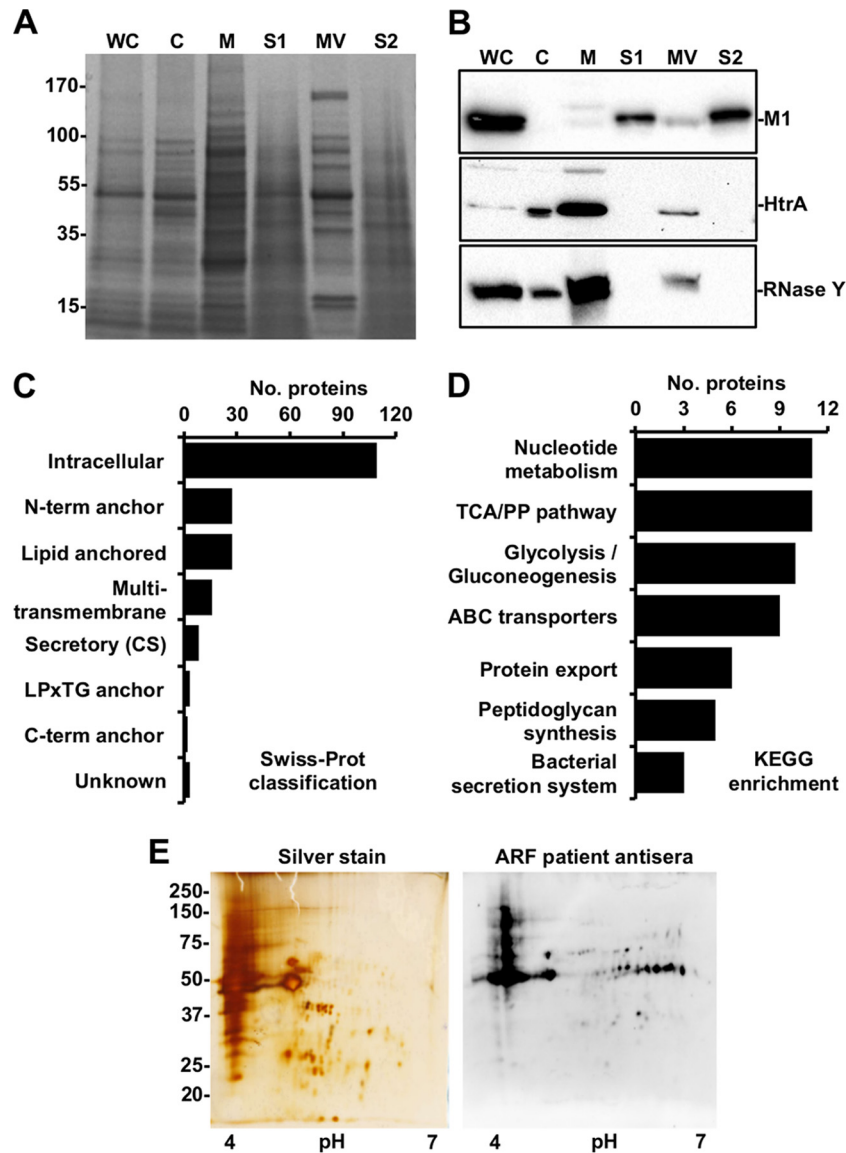 A
WC C M S1 MV S2
170-
100-
55-
35-
15-
B
WC C M S1 MV S2
-M1
-HtrA
-RNase Y
C
No. proteins
0 30 60 90 120
Intracellular
N-term anchor
Lipid anchored
Multi-
transmembrane
Secretory (CS)
LPxTG anchor
C-term anchor
Unknown
Swiss-Prot
classification
D
No. proteins
0 3 6 9 12
Nucleotide
metabolism
TCA/PP pathway
Glycolysis /
Gluconeogenesis
ABC transporters
Protein export
Peptidoglycan
synthesis
Bacterial
secretion system
KEGG
enrichment
E
Silver stain
250-
150-
75-
50-
37-
25-
20-
4 pH 7
ARF patient antisera
4 pH 7